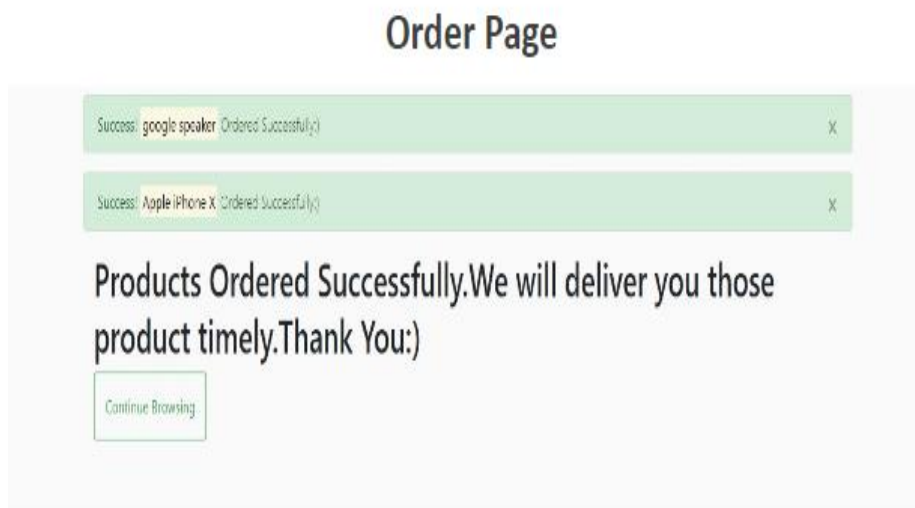 Order Page
Success! google speaker Ordered Successfully:)
x
Success! Apple iPhone X Ordered Successfully:)
x
Products Ordered Successfully.We will deliver you those
product timely.Thank You:)
Continue Browsing